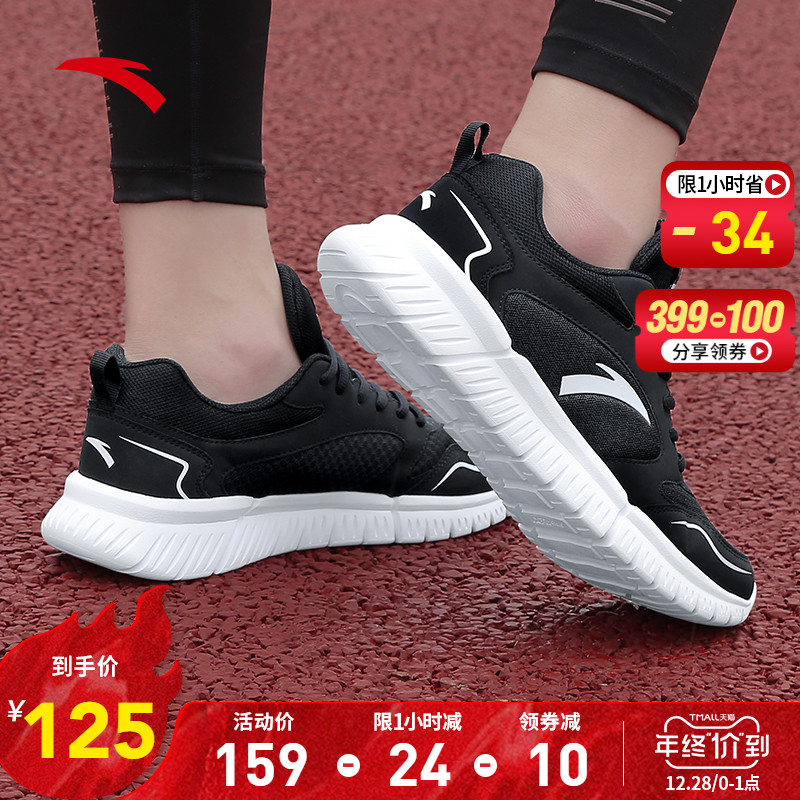 限1小时省
- 34
399-100
分享领券
到手价
¥125
活动价 限1小时减 领券减
159 - 24 - 10
TMALL天猫
年终“价”到
12.28/0-1点